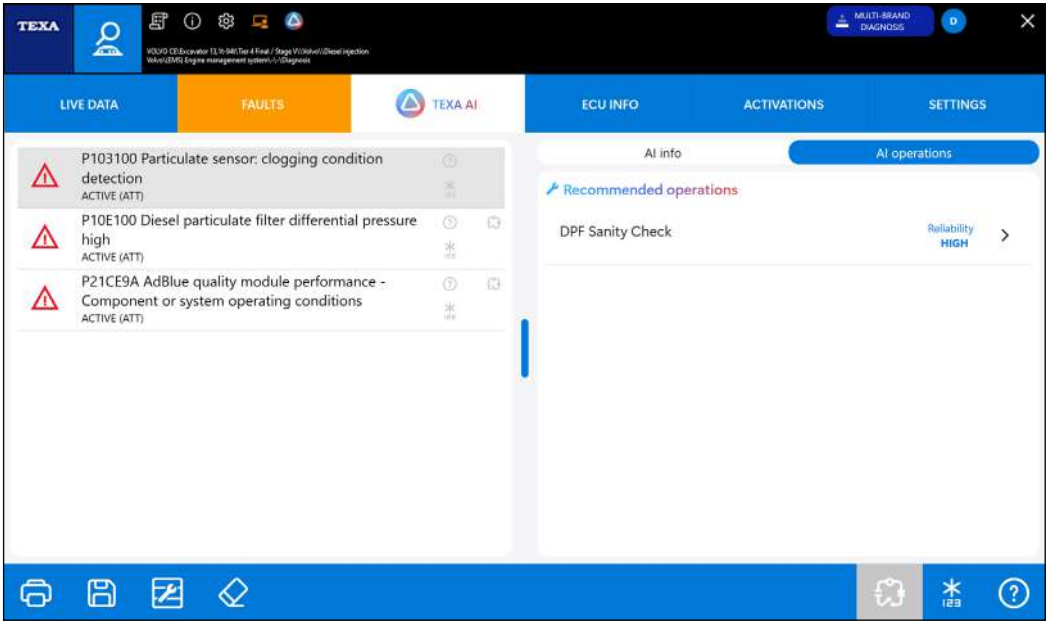 TEXA
MULTI-BRAND
DIAGNOSIS
D
VOLVO CE\Excavator 13,1l-94l\Tier 4 Final / Stage V\\Volvo\\Diesel injection
Volvo\(EMS) Engine management system\-\-\Diagnosis
LIVE DATA
FAULTS
TEXA AI
ECU INFO
ACTIVATIONS
SETTINGS
P103100 Particulate sensor: clogging condition
detection
ACTIVE (ATT)
P10E100 Diesel particulate filter differential pressure
high
ACTIVE (ATT)
P21CE9A AdBlue quality module performance -
Component or system operating conditions
ACTIVE (ATT)
AI info
AI operations
Recommended operations
DPF Sanity Check
Reliability
HIGH
123